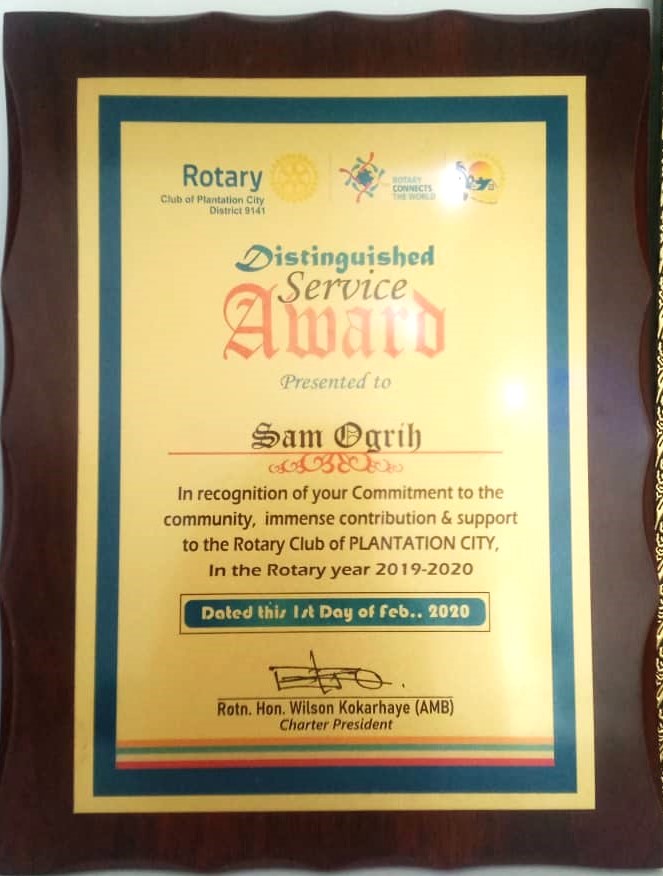 Rotary
Club of Plantation City
District 9141
ROTARY
CONNECTS
THE WORLD
Distinguished
Service
Award
Presented to
Sam Ogrih
In recognition of your Commitment to the
community, immense contribution & support
to the Rotary Club of PLANTATION CITY,
In the Rotary year 2019-2020
Dated this 1st Day of Feb.. 2020
Rotn. Hon. Wilson Kokarhaye (AMB)
Charter President